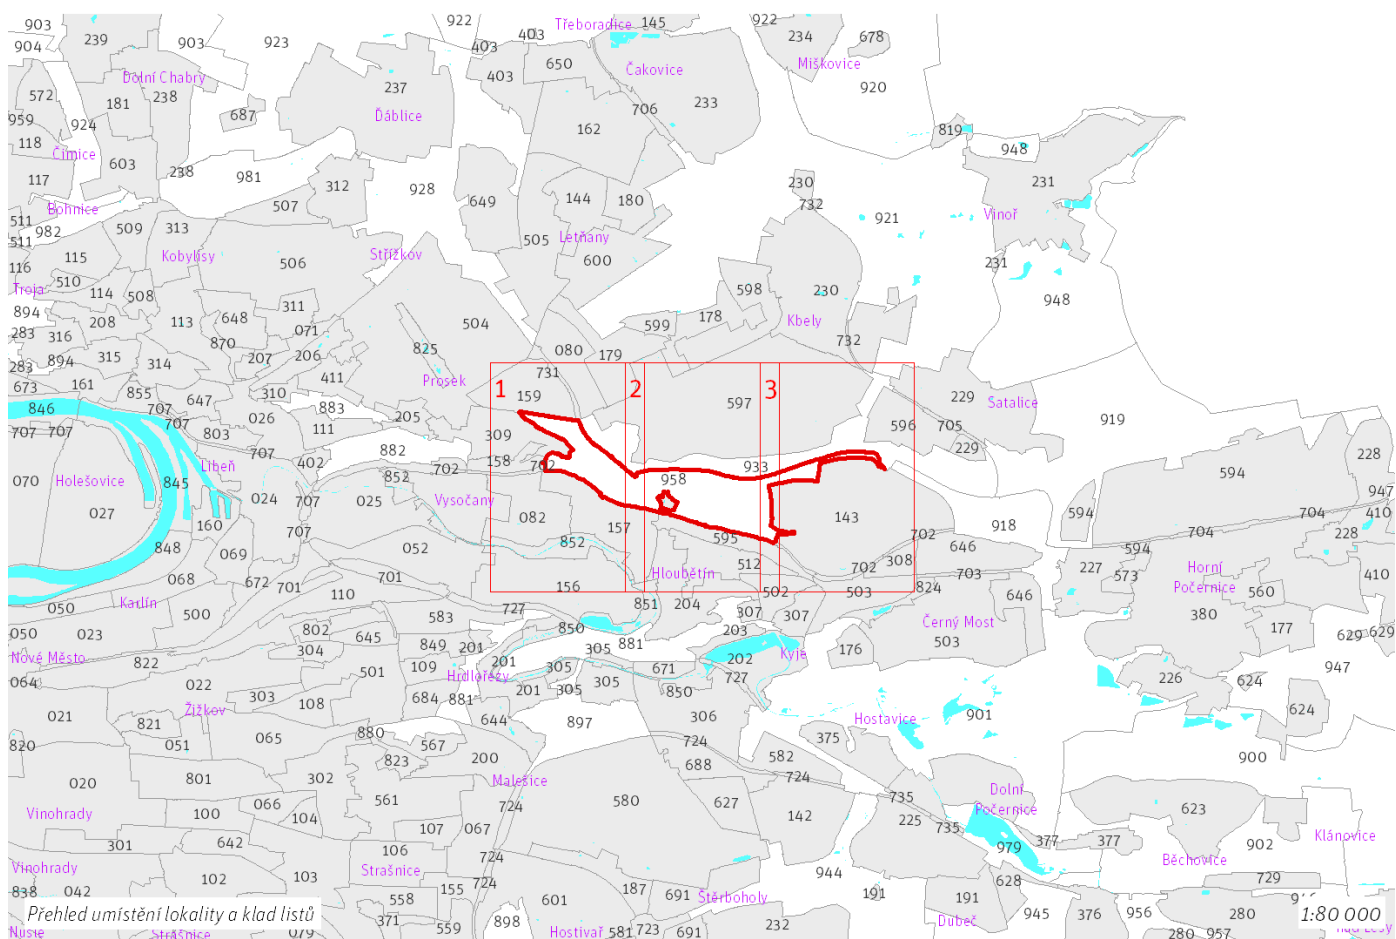 903 922 Třeboradice 145 922
904 239 903 923 403 403 234 678
Dolní Chabry 237 403 650 Čakovice Miškovice
572 181 238 687 706 233 920
959 924 Ďáblice 162 819
118 Čimice 603 948
117 238 981 312 928 649 144 180 230 231
Bohnice 507 732
511 982 509 313 505 Letňany 921 Vinoř
511 115 Kobylisy 506 Střížkov 600 231
116 510 114 508 598 230 948
Troja 311 504 178
894 208 113 648 071 599 Kbely
283 316 870 825 732
283 894 315 314 207 206 080 179
673 161 411 Prosek 731 1 2 3
855 647 310 159 597 229 Satalice
846 707 026 883 205 705 919
707 707 707 803 111 309 596 229
707 882 158 702 933 228
070 Holešovice Libeň 402 852 702 958 594
845 024 707 025 Vysočany 947
027 160 707 082 157 595 143 918 594 704 410
848 069 052 852 702 704 228
068 672 701 701 156 512 702 308 646 594
Hloubětín 703 227 573 Horní Počernice 410
050 Karlín 500 110 727 851 204 502 503 824 646 560
583 307 307 380
050 023 802 645 850 203 Černý Most 177
Nové Město 822 304 849 201 881 305 176 503 629 629
064 501 109 201 305 671 202 Kyje 947
022 303 Hrdlořezy 305 850 727 226 624
021 Žižkov 108 684 881 201 305 901 624
821 644 897 306 Hostavice
820 051 065 880 567 724 375
823 200 688 582 900
020 801 302 Malešice 724
561 580 627 735 Dolní Počernice
Vinohrady 100 066 104 724 142 225 735 623
107 067 377 377 Klánovice
301 642 106 979 902
Vinohrady 102 103 Strašnice 724 944 628 Běchovice
838 042 155 724 187 691 Štěrboholy 191 191 729
558 601 945 376 956 280
Přehled umístění lokality a klad listů 1:80 000
371 559 898 Hostivař 581 723 691 232 Dubeč 280 957
Nusle Strašnice 079